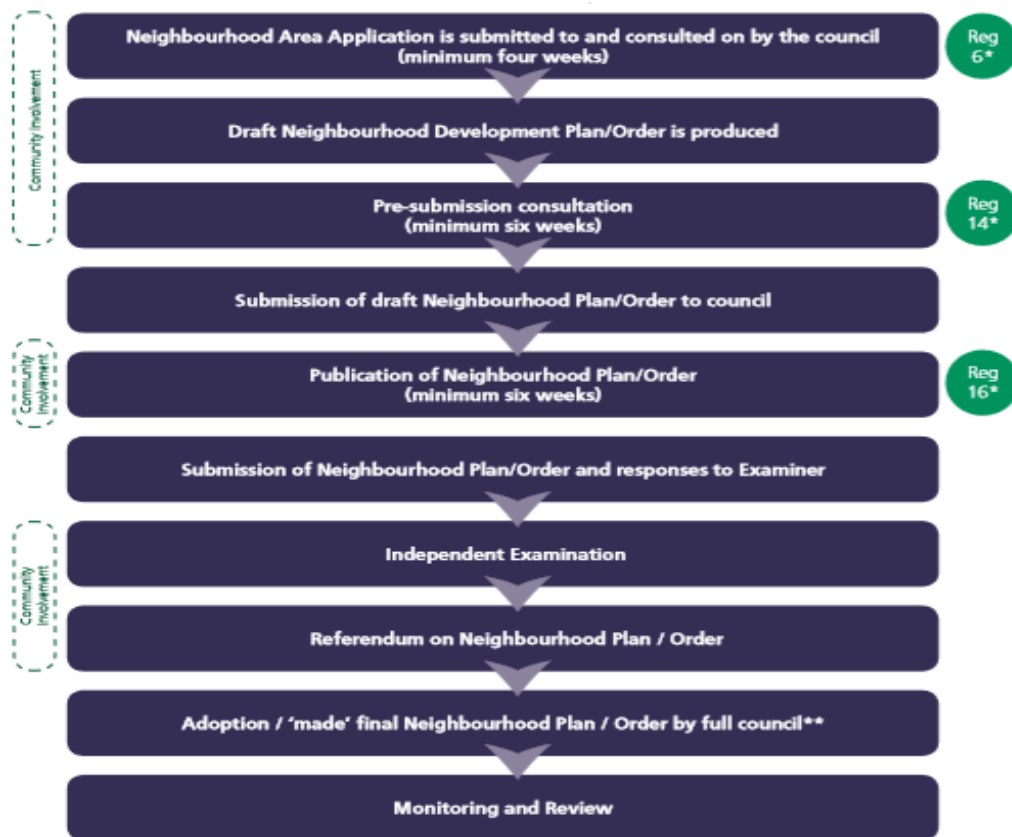 Neighbourhood Area Application is submitted to and consulted on by the council
(minimum four weeks)
Reg
6*
Community Involvement
Draft Neighbourhood Development Plan/Order is produced
Pre-submission consultation
(minimum six weeks)
Reg
14*
Submission of draft Neighbourhood Plan/Order to council
Community
Involvement
Publication of Neighbourhood Plan/Order
(minimum six weeks)
Reg
16*
Submission of Neighbourhood Plan/Order and responses to Examiner
Community
Involvement
Independent Examination
Referendum on Neighbourhood Plan / Order
Adoption / ‘made’ final Neighbourhood Plan / Order by full council**
Monitoring and Review